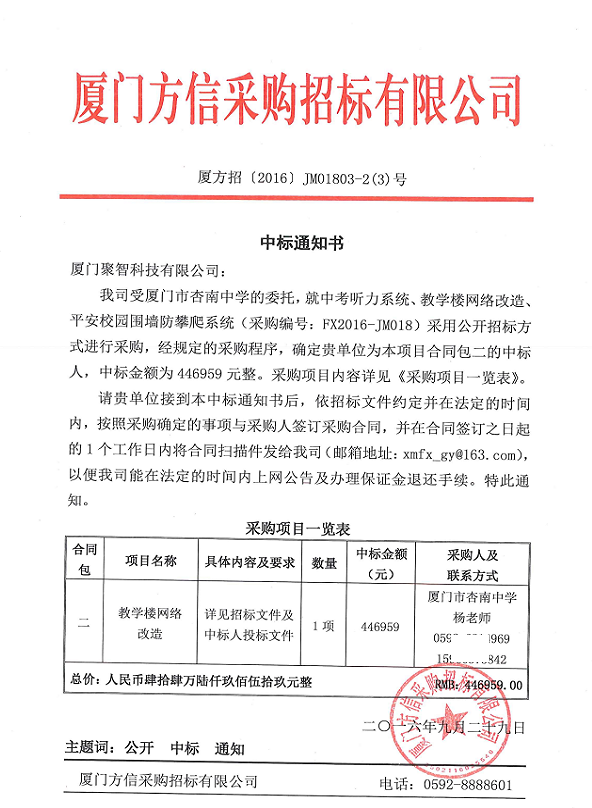 厦门方信采购招标有限公司
厦方招〔2016〕JM01803-2(3)号
中标通知书
厦门聚智科技有限公司：
我司受厦门市杏南中学的委托，就中考听力系统、教学楼网络改造、
平安校园围墙防攀爬系统（采购编号：FX2016-JM018）采用公开招标方
式进行采购，经规定的采购程序，确定贵单位为本项目合同包二的中标
人，中标金额为 446959 元整。采购项目内容详见《采购项目一览表》。
请贵单位接到本中标通知书后，依招标文件约定并在法定的时间
内，按照采购确定的事项与采购人签订采购合同，并在合同签订之日起
的 1 个工作日内将合同扫描件发给我司（邮箱地址：xmfx_gy@163.com），
以便我司能在法定的时间内上网公告及办理保证金退还手续。特此通
知。
采购项目一览表
合同包 项目名称 具体内容及要求 数量 中标金额（元） 采购人及联系方式
二 教学楼网络改造 详见招标文件及中标人投标文件 1 项 446959 厦门市杏南中学
杨老师
969
842
总价：人民币肆拾肆万陆仟玖佰伍拾玖元整 RMB：446959.00
厦门方信采购招标有限公司
二〇一六年九月二十九日
主题词：公开 中标 通知
厦门方信采购招标有限公司 电话：0592-8888601